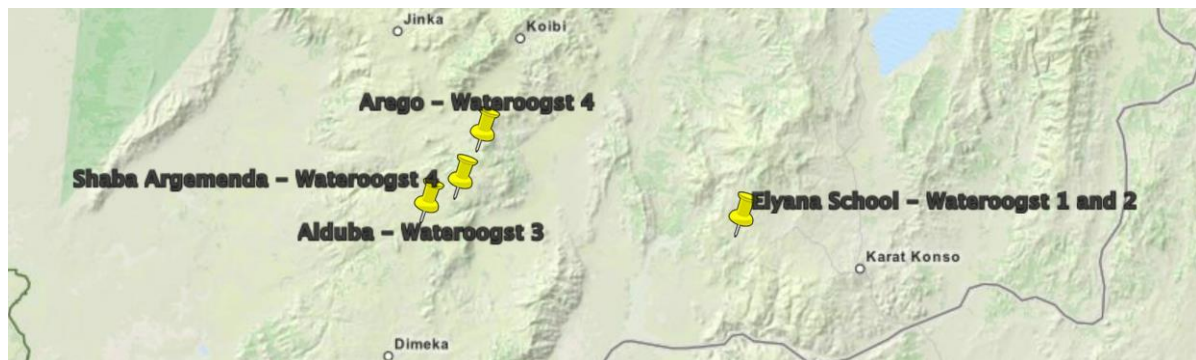 Jinka
Koibi
Arego – Wateroogst 4
Shaba Argemenda – Wateroogst 4
Elyana School – Wateroogst 1 and 2
Alduba – Wateroogst 3
Karat Konso
Dimeka